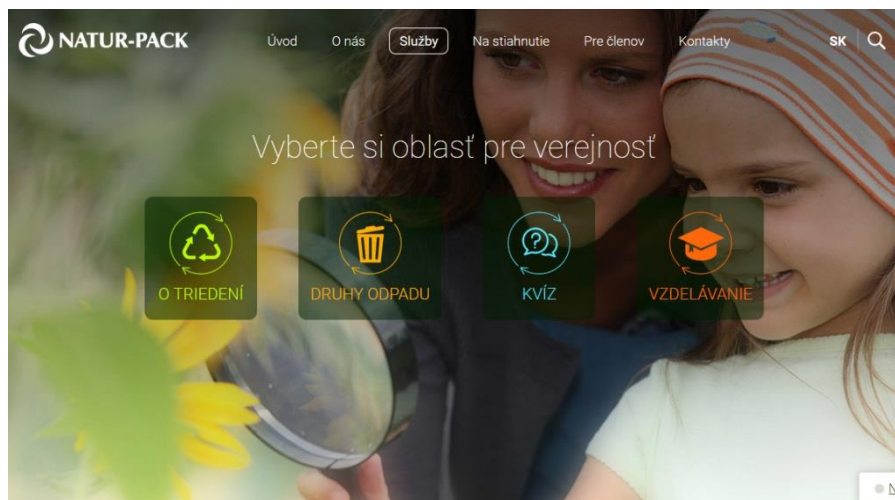 NATUR-PACK
Úvod O nás Služby Na stiahnutie Pre členov Kontakty SK
Vyberte si oblasť pre verejnosť
O TRIEDENÍ DRUHY ODPADU KVÍZ VZDELÁVANIE